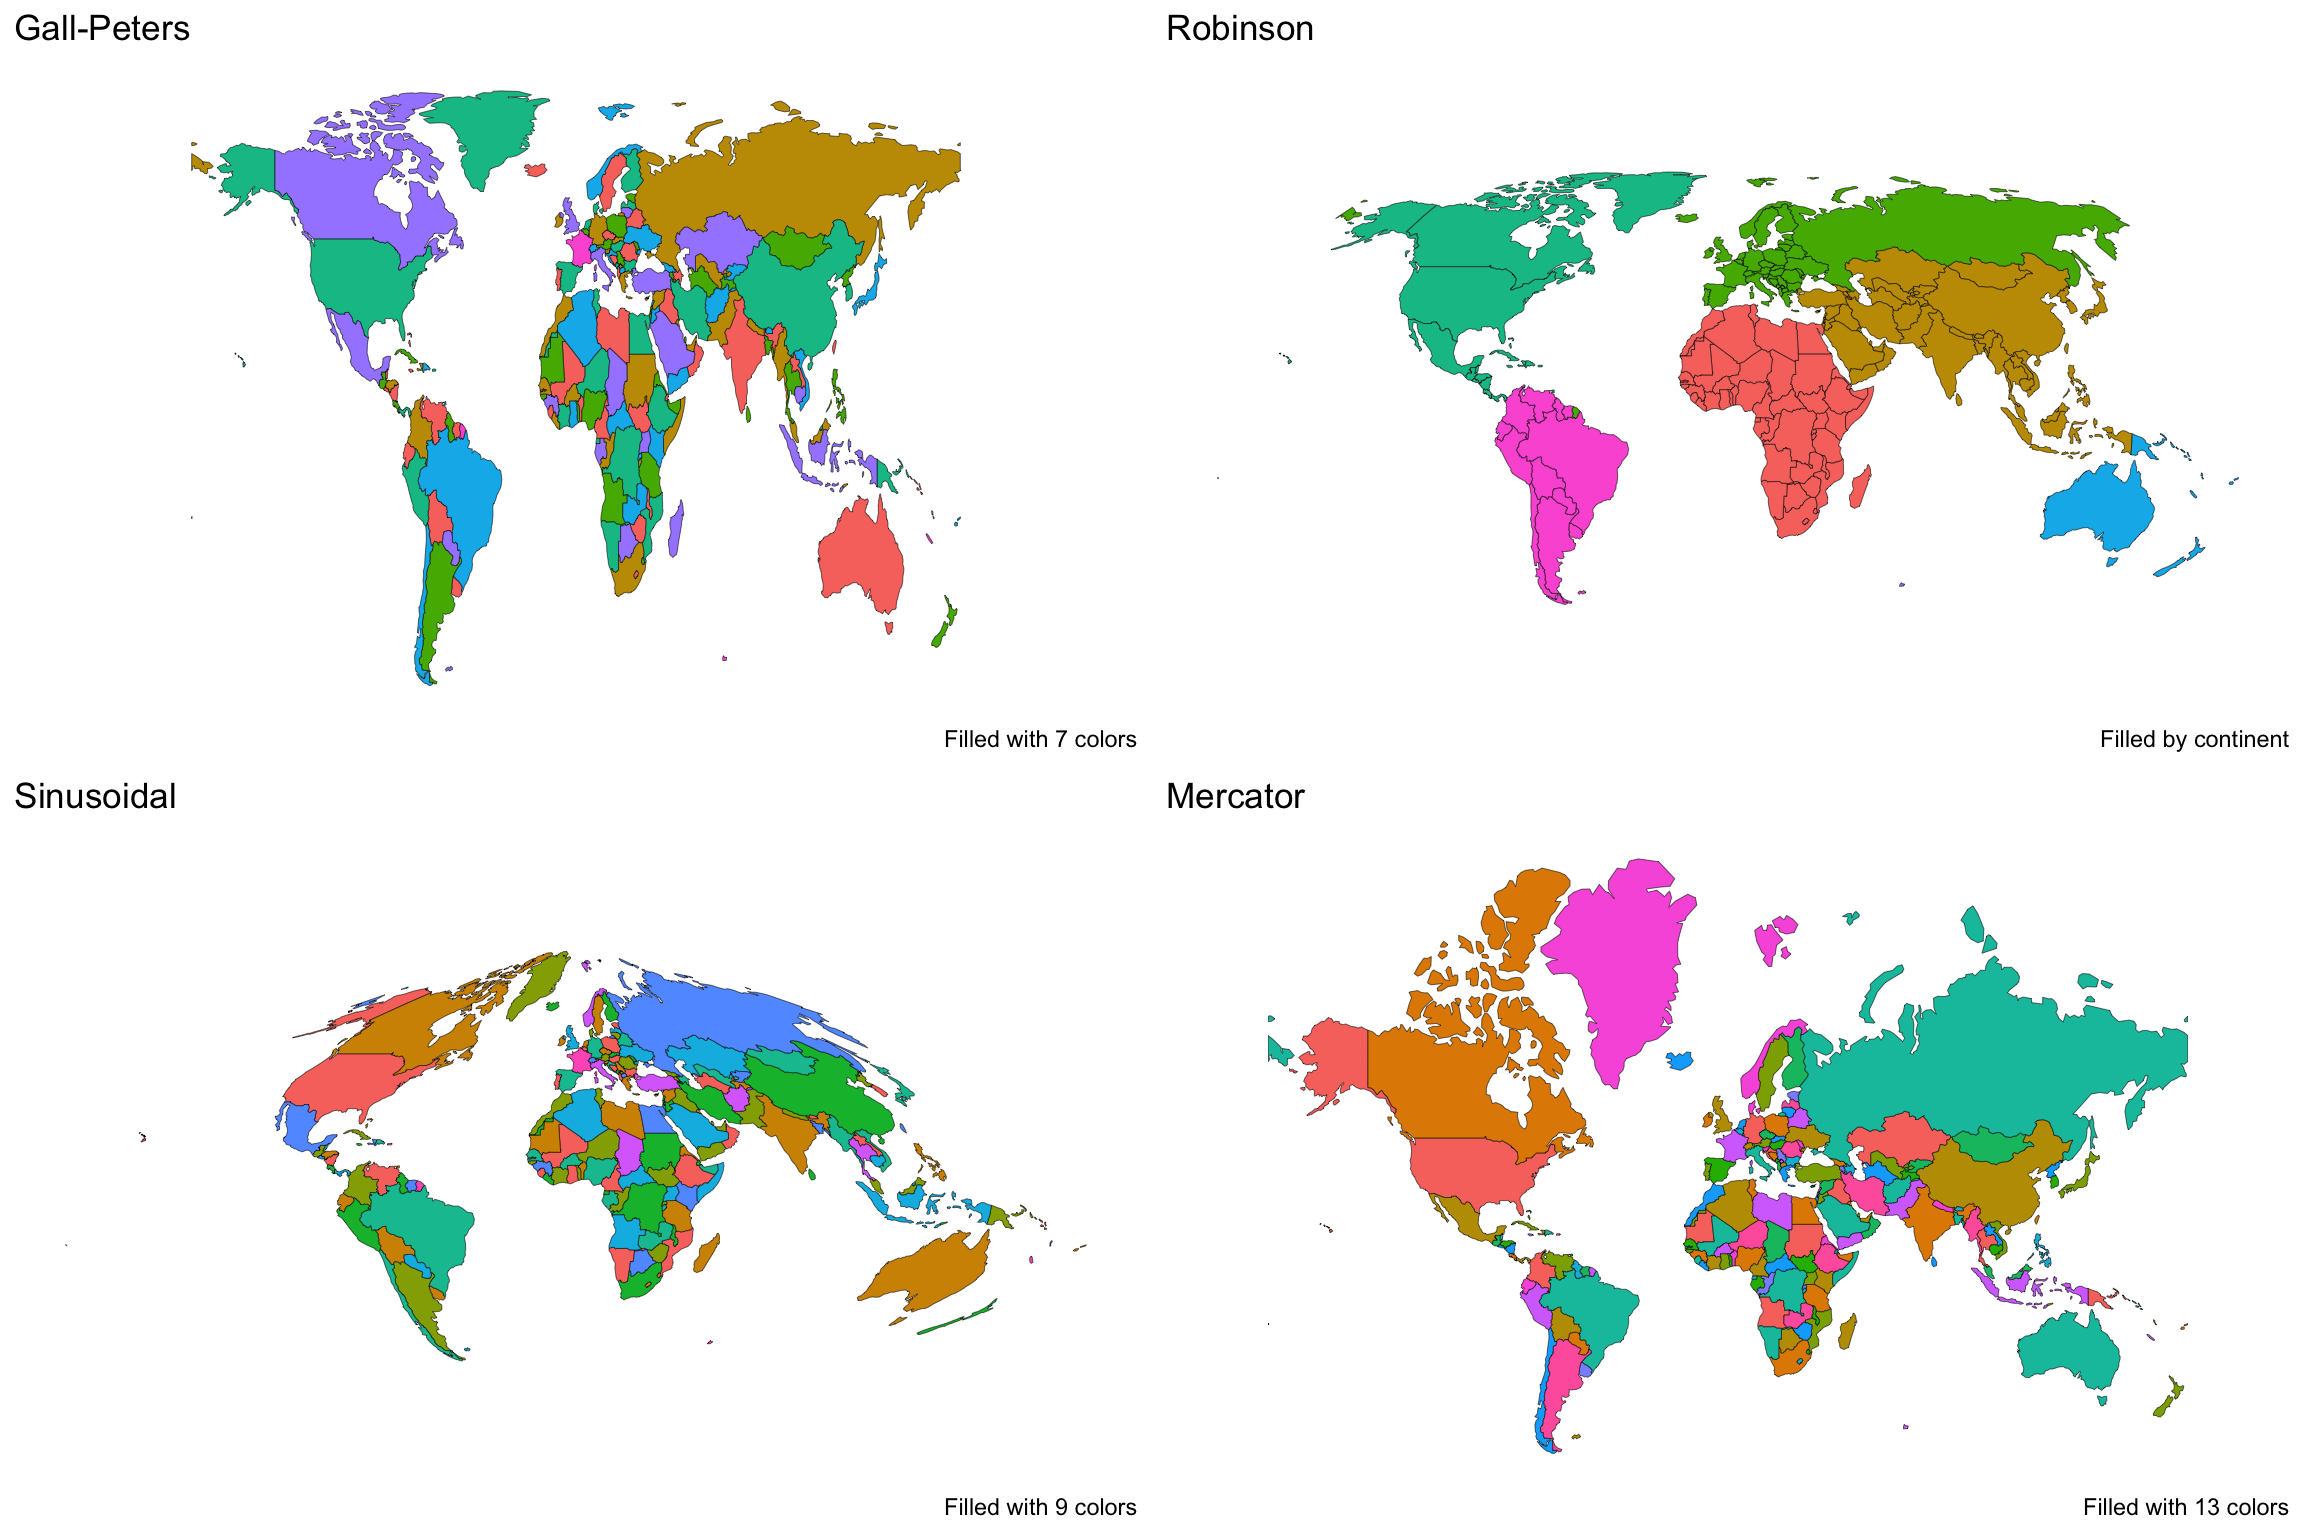 Gall-Peters
Robinson
Filled with 7 colors
Filled by continent
Sinusoidal
Mercator
Filled with 9 colors
Filled with 13 colors